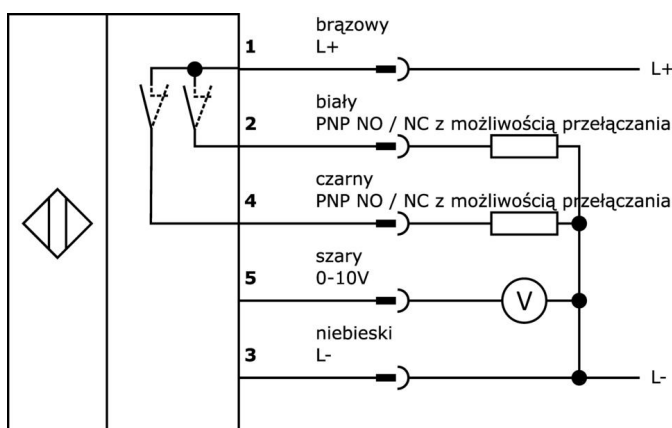 brązowy
1 L+
L+
biały
2 PNP NO / NC z możliwością przełączania
czarny
4 PNP NO / NC z możliwością przełączania
szary
5 0-10V
V
niebieski
3 L-
L-